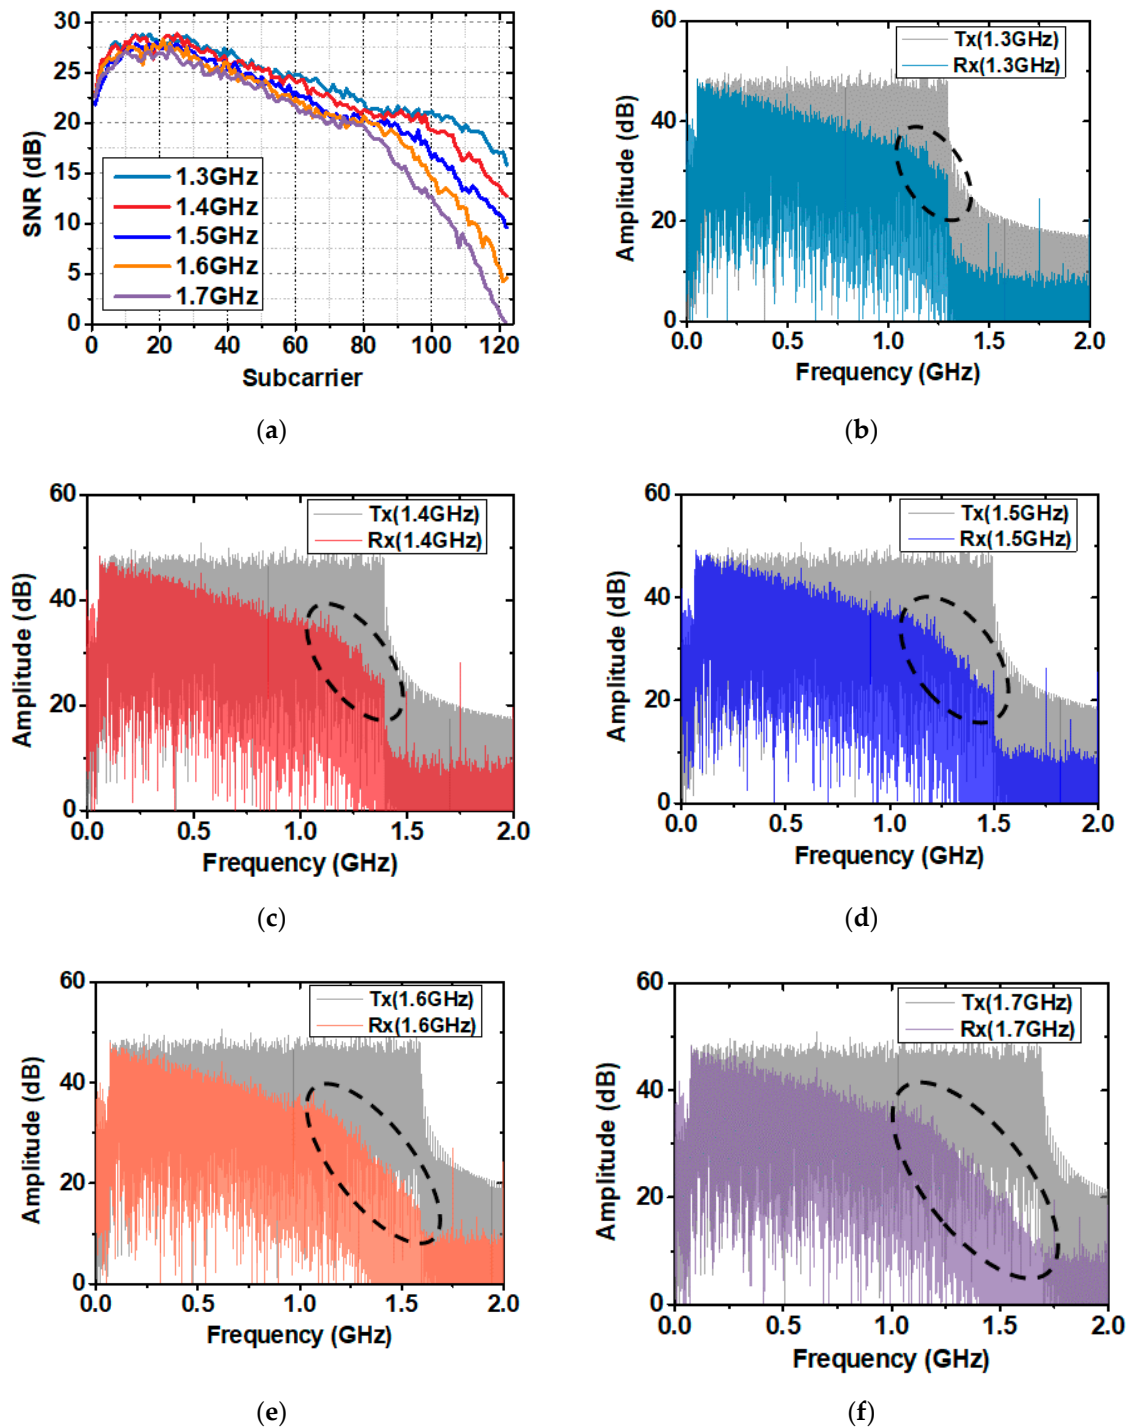 30
25
20
15
10
5
0
SNR (dB)
1.3GHz
1.4GHz
1.5GHz
1.6GHz
1.7GHz
0 20 40 60 80 100 120
Subcarrier
(a)
60
40
20
0
Amplitude (dB)
Tx(1.3GHz)
Rx(1.3GHz)
0.0 0.5 1.0 1.5 2.0
Frequency (GHz)
(b)
60
40
20
0
Amplitude (dB)
Tx(1.4GHz)
Rx(1.4GHz)
0.0 0.5 1.0 1.5 2.0
Frequency (GHz)
(c)
60
40
20
0
Amplitude (dB)
Tx(1.5GHz)
Rx(1.5GHz)
0.0 0.5 1.0 1.5 2.0
Frequency (GHz)
(d)
60
40
20
0
Amplitude (dB)
Tx(1.6GHz)
Rx(1.6GHz)
0.0 0.5 1.0 1.5 2.0
Frequency (GHz)
(e)
60
40
20
0
Amplitude (dB)
Tx(1.7GHz)
Rx(1.7GHz)
0.0 0.5 1.0 1.5 2.0
Frequency (GHz)
(f)